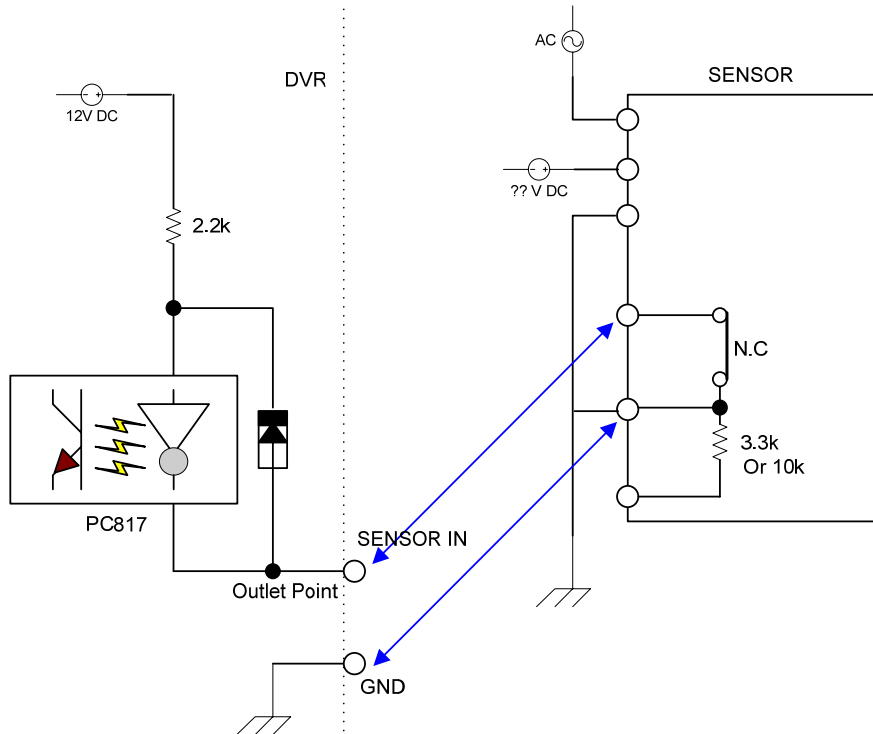 AC
SENSOR
DVR
12V DC
?? V DC
2.2k
N.C
3.3k
Or 10k
PC817
SENSOR IN
Outlet Point
GND